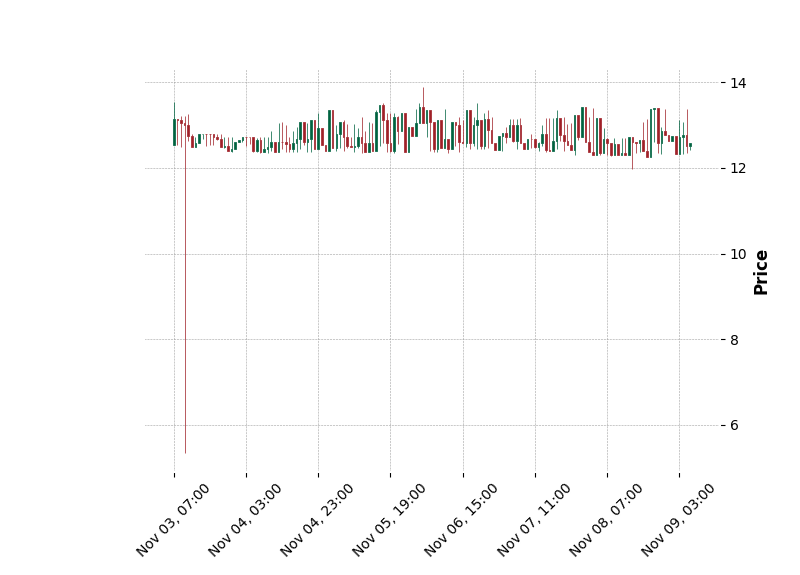 14
12
10
8
6
Price
Nov 03, 07:00
Nov 04, 03:00
Nov 04, 23:00
Nov 05, 19:00
Nov 06, 15:00
Nov 07, 11:00
Nov 08, 07:00
Nov 09, 03:00